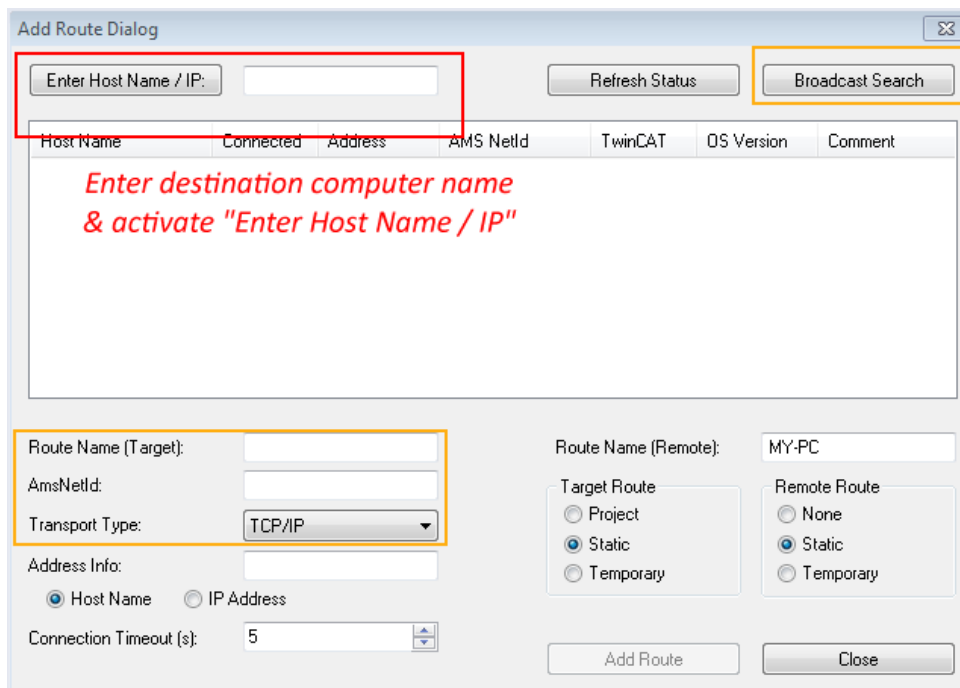 Add Route Dialog
Enter Host Name / IP:
Refresh Status
Broadcast Search
Host Name Connected Address AMS NetId TwinCAT OS Version Comment
Enter destination computer name
& activate "Enter Host Name / IP"
Route Name (Target):
Route Name (Remote): MY-PC
AmsNetId:
Target Route
Remote Route
Transport Type: TCP/IP
Project
None
Static
Static
Address Info:
Temporary
Temporary
Host Name IP Address
Connection Timeout (s): 5
Add Route
Close